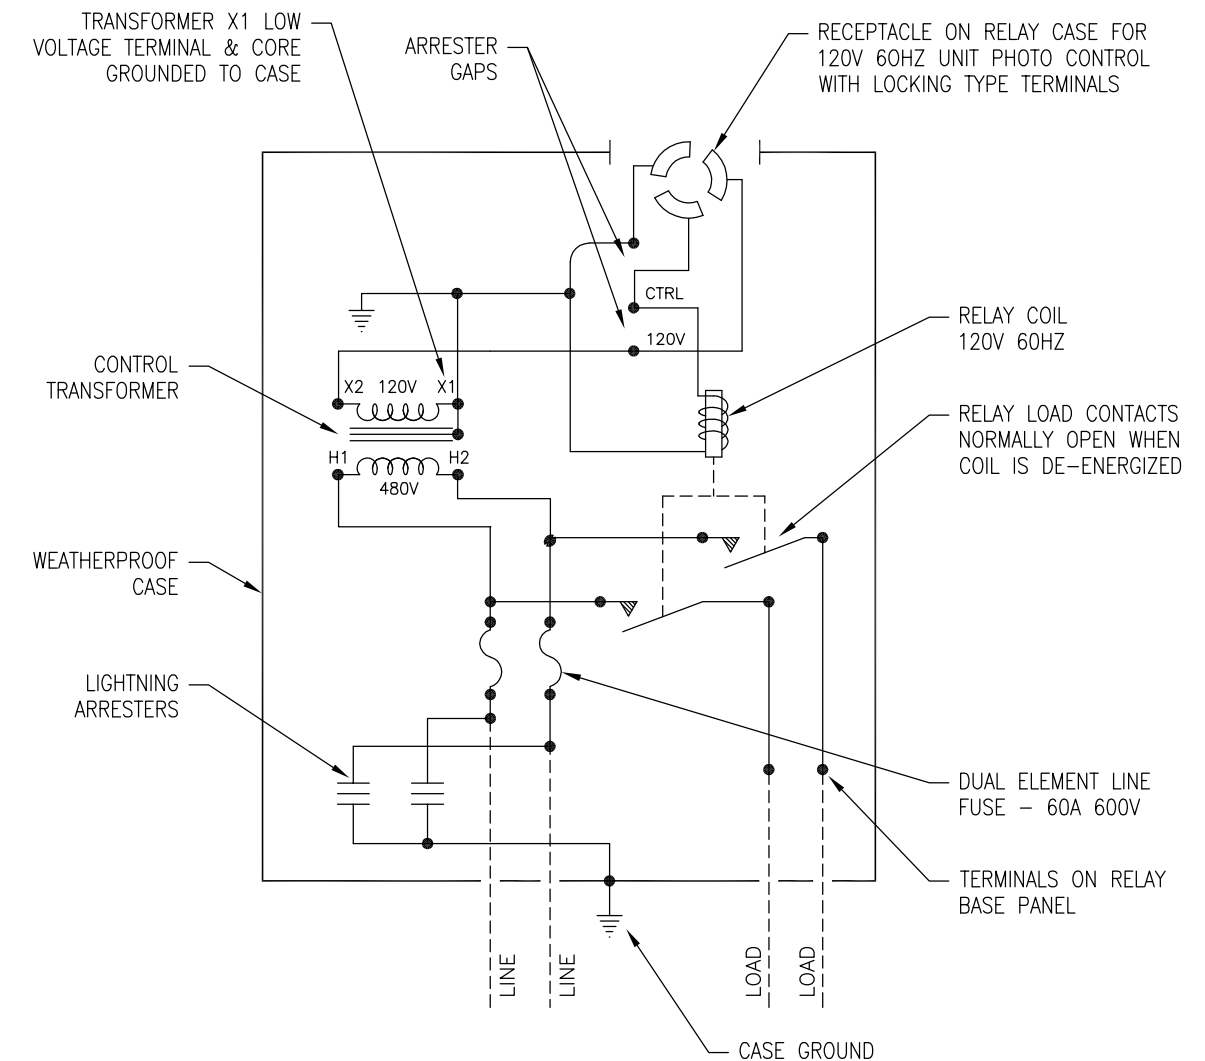 TRANSFORMER X1 LOW
VOLTAGE TERMINAL & CORE
GROUNDED TO CASE
ARRESTER
GAPS
RECEPTACLE ON RELAY CASE FOR
120V 60HZ UNIT PHOTO CONTROL
WITH LOCKING TYPE TERMINALS
CTRL
120V
RELAY COIL
120V 60HZ
CONTROL
TRANSFORMER
X2 120V X1
H1 H2
480V
RELAY LOAD CONTACTS
NORMALLY OPEN WHEN
COIL IS DE-ENERGIZED
WEATHERPROOF
CASE
LIGHTNING
ARRESTERS
DUAL ELEMENT LINE
FUSE - 60A 600V
TERMINALS ON RELAY
BASE PANEL
LINE
LINE
LOAD
LOAD
CASE GROUND